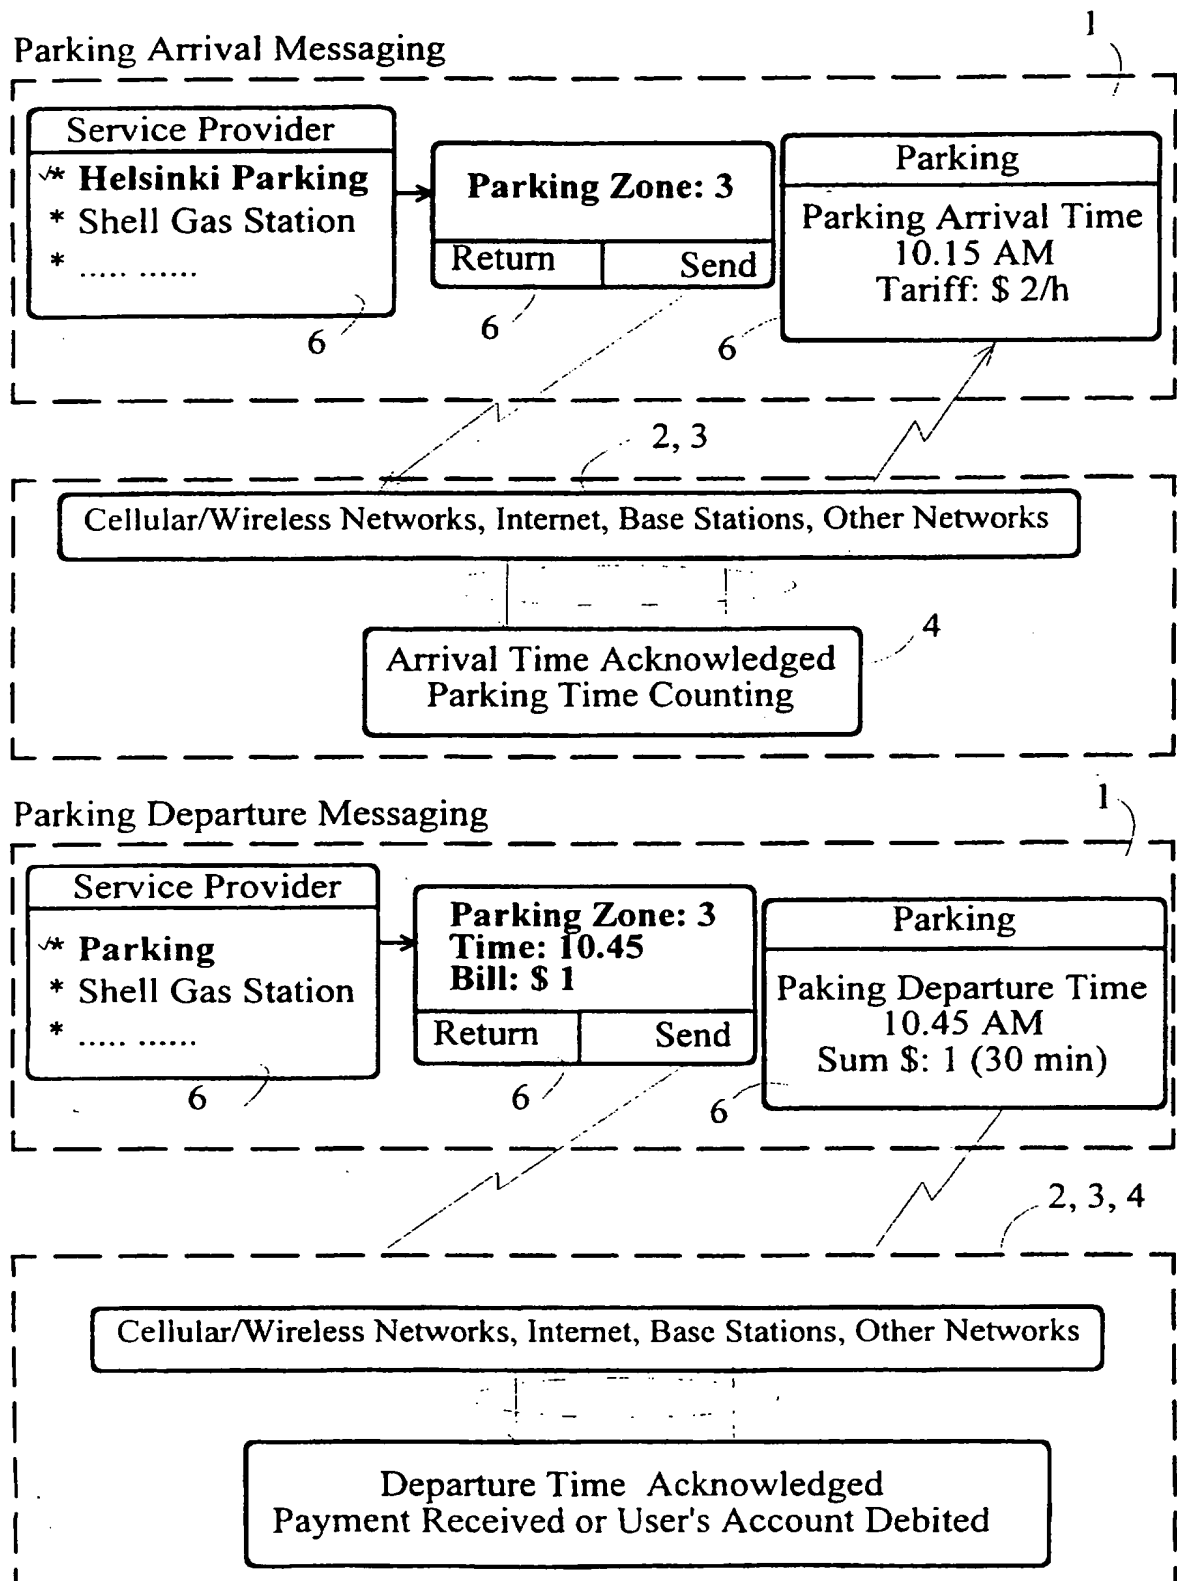 1
Parking Arrival Messaging
Service Provider
✓* Helsinki Parking
* Shell Gas Station
* ..... ......
6
Parking Zone: 3
Return Send
6
Parking
Parking Arrival Time
10.15 AM
Tariff: $ 2/h
6
2, 3
Cellular/Wireless Networks, Internet, Base Stations, Other Networks
4
Arrival Time Acknowledged
Parking Time Counting
1
Parking Departure Messaging
Service Provider
✓* Parking
* Shell Gas Station
* ..... ......
6
Parking Zone: 3
Time: 10.45
Bill: $ 1
Return Send
6
Parking
Paking Departure Time
10.45 AM
Sum $: 1 (30 min)
6
2, 3, 4
Cellular/Wireless Networks, Internet, Base Stations, Other Networks
Departure Time Acknowledged
Payment Received or User's Account Debited